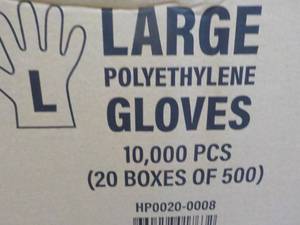 LARGE
L
POLYETHYLENE
GLOVES
10,000 PCS
(20 BOXES OF 500)
HP0020-0008